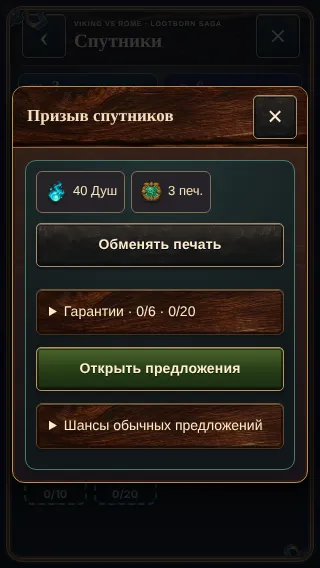 VIKING VS ROME · LOOTBORN SAGA
Спутники
Призыв спутников
40 Душ
3 печ.
Обменять печать
Гарантии · 0/6 · 0/20
Открыть предложения
Шансы обычных предложений
0/10
0/20